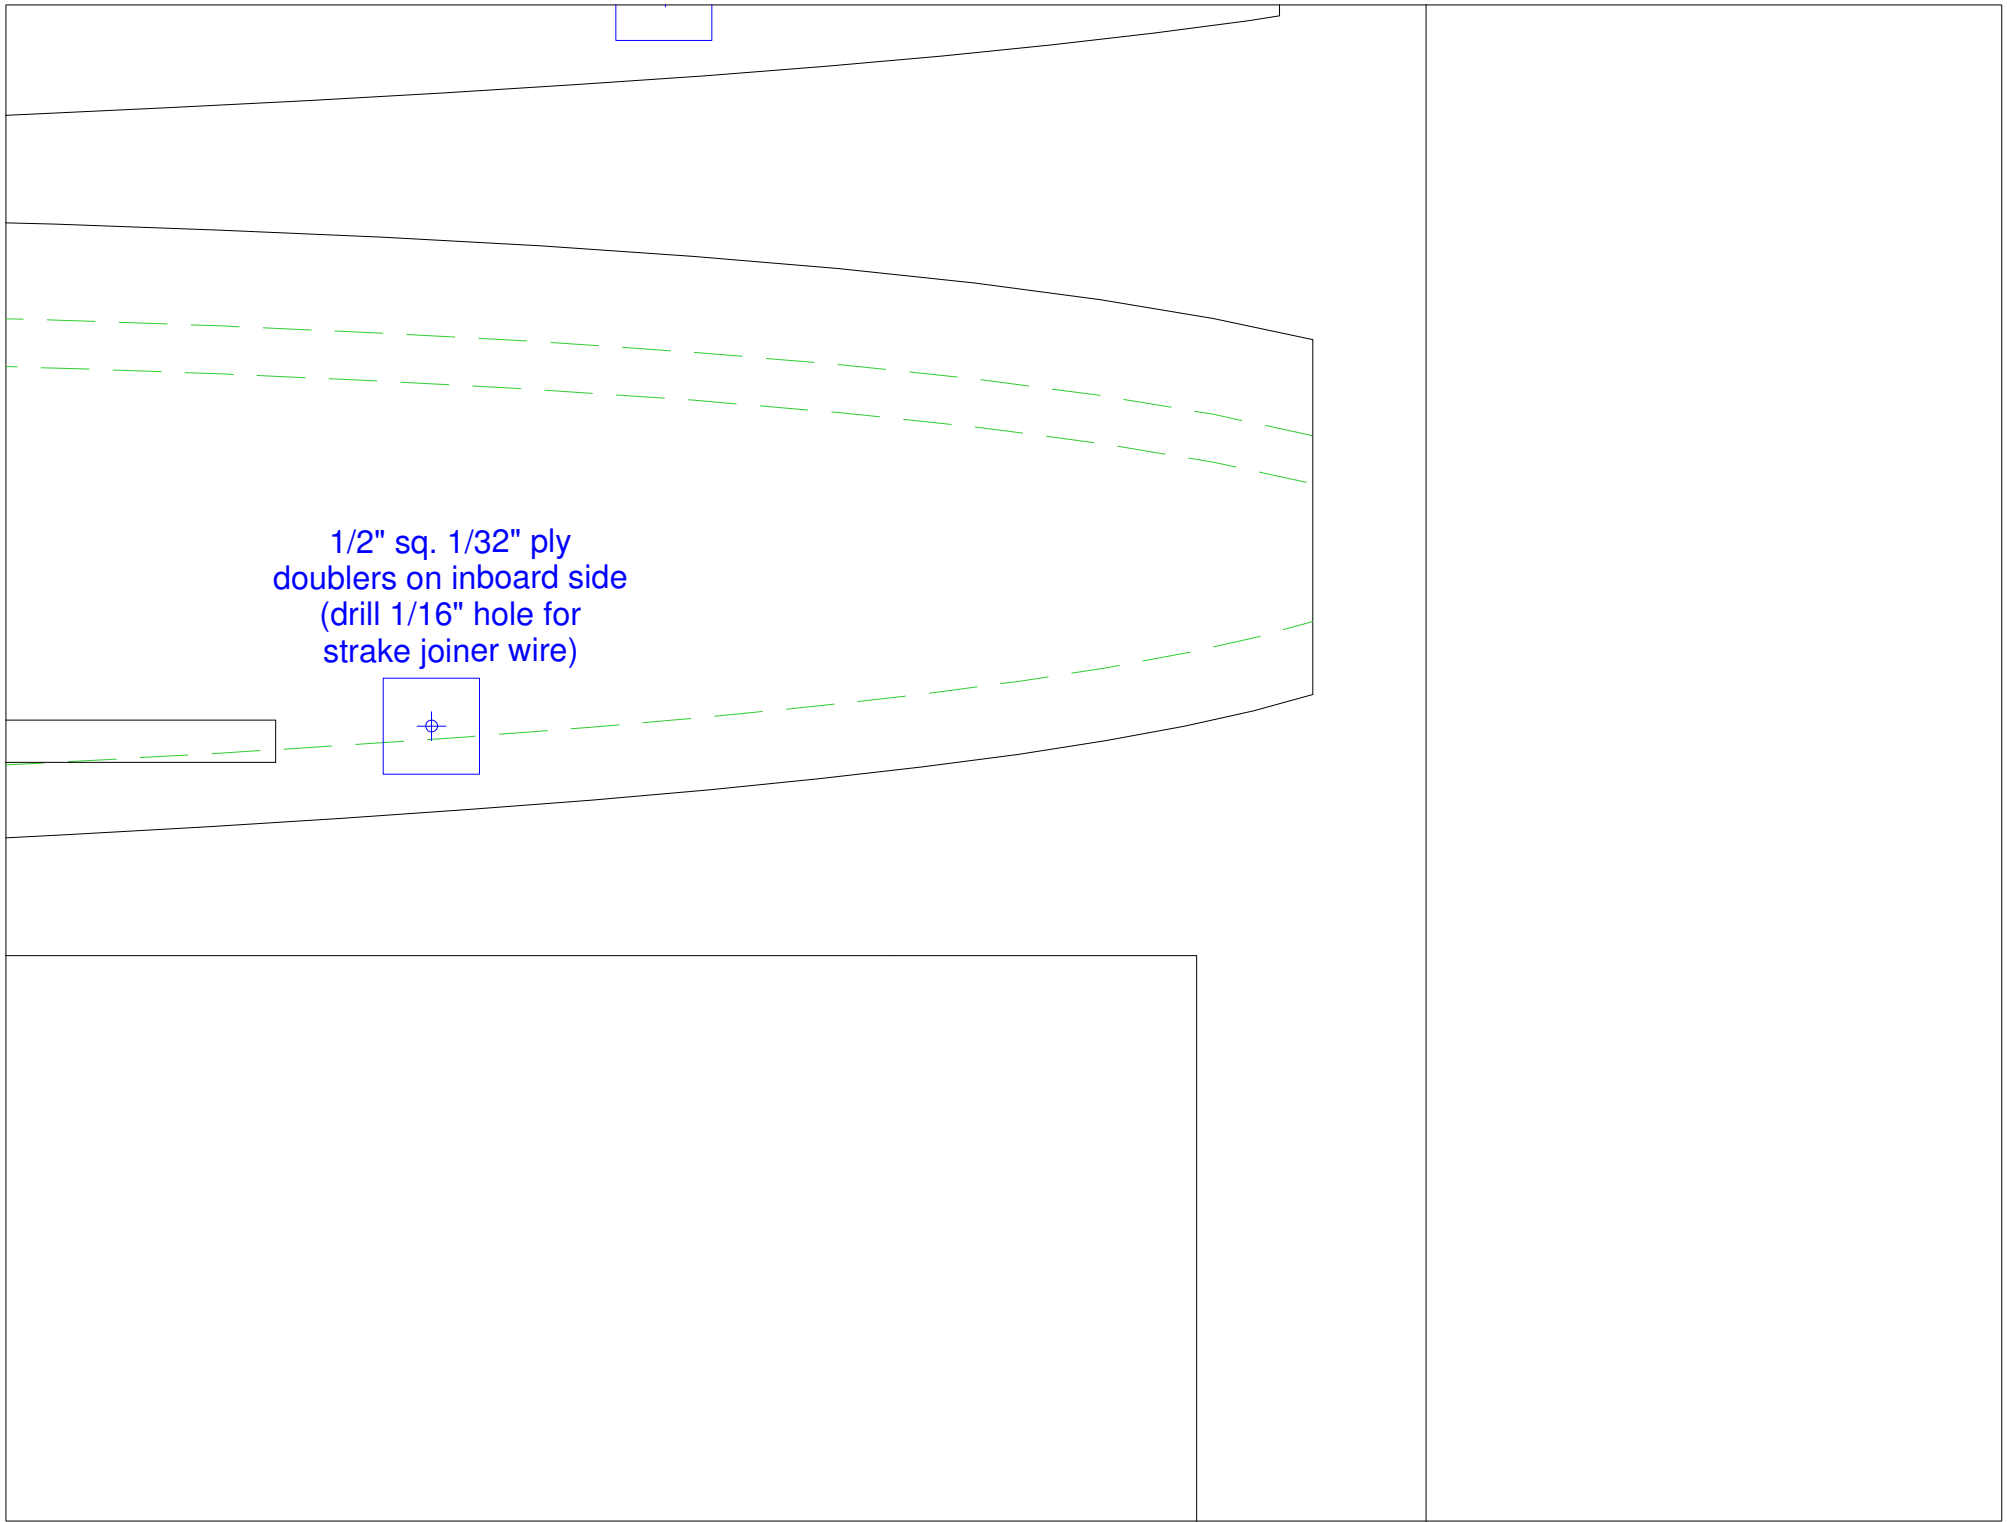 1/2" sq. 1/32" ply
doublers on inboard side
(drill 1/16" hole for
strake joiner wire)